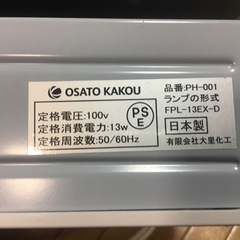 OSATO KAKOU
定格電圧:100v
定格消費電力:13w
定格周波数:50/60Hz
PS
E
品番:PH-001
ランプの形式
FPL-13EX-D
日本製
有限会社大里化工